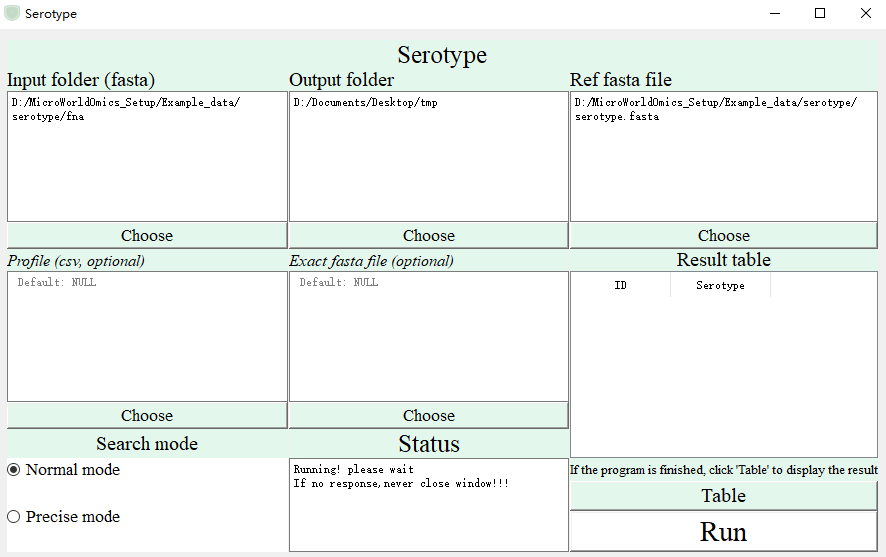 Serotype
Serotype
Input folder (fasta)
Output folder
Ref fasta file
D:/MicroWorldOmics_Setup/Example_data/
serotype/fna
D:/Documents/Desktop/tmp
D:/MicroWorldOmics_Setup/Example_data/serotype/
serotype.fasta
Choose
Choose
Choose
Profile (csv, optional)
Exact fasta file (optional)
Result table
Default: NULL
Default: NULL
ID
Serotype
Choose
Choose
Search mode
Status
Normal mode
Precise mode
Running! please wait
If no response,never close window!!!
If the program is finished, click 'Table' to display the result
Table
Run